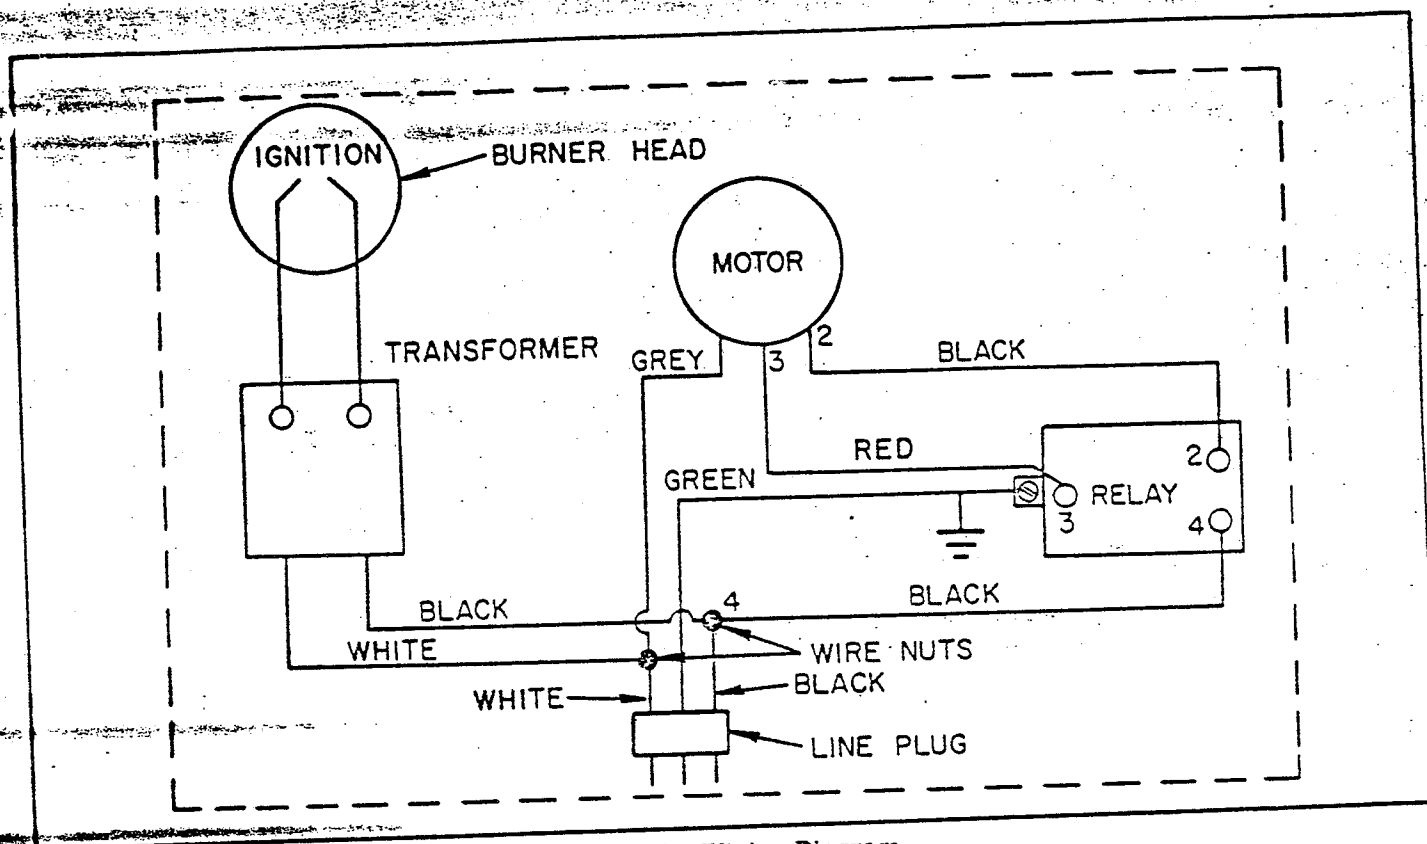 IGNITION
BURNER HEAD
MOTOR
TRANSFORMER
GREY
3
2
BLACK
RED
GREEN
2
RELAY
3
4
BLACK
4
BLACK
WHITE
WIRE NUTS
WHITE
BLACK
LINE PLUG
Diagram